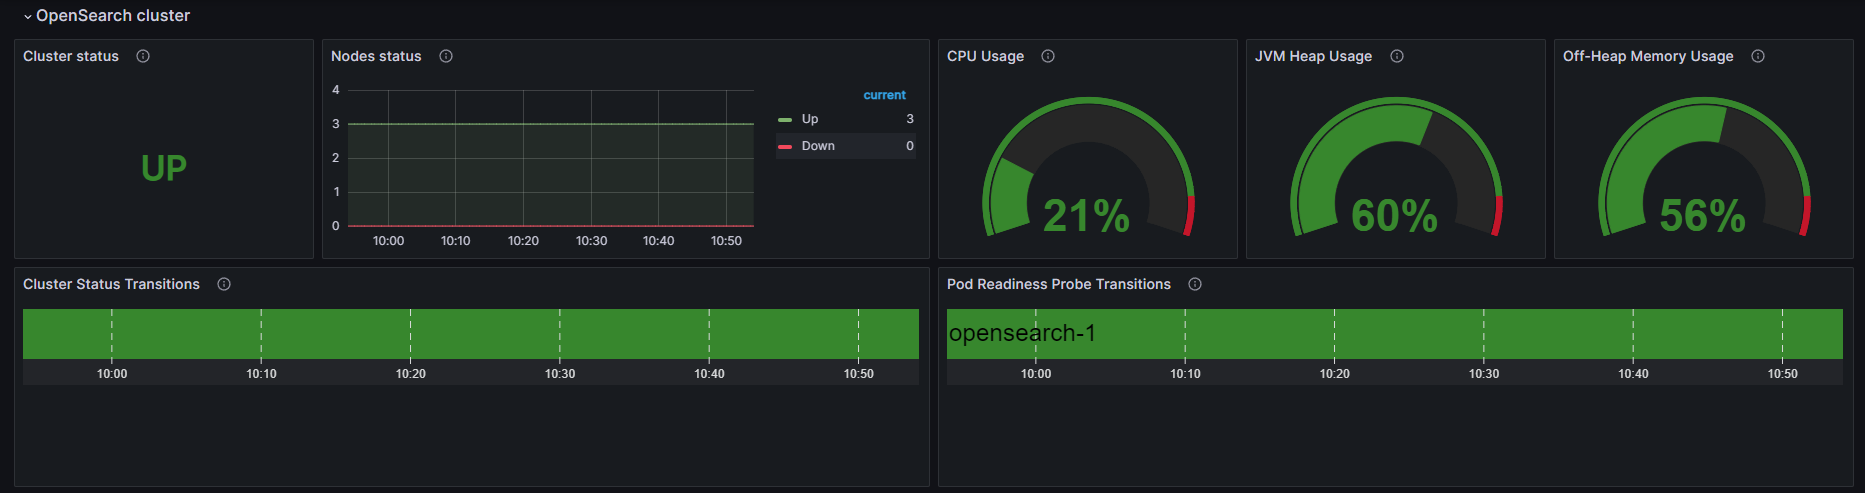 OpenSearch cluster
Cluster status
UP
Nodes status
4
3
2
1
0
10:00 10:10 10:20 10:30 10:40 10:50
current
Up 3
Down 0
CPU Usage
21%
JVM Heap Usage
60%
Off-Heap Memory Usage
56%
Cluster Status Transitions
10:00 10:10 10:20 10:30 10:40 10:50
Pod Readiness Probe Transitions
opensearch-1
10:00 10:10 10:20 10:30 10:40 10:50